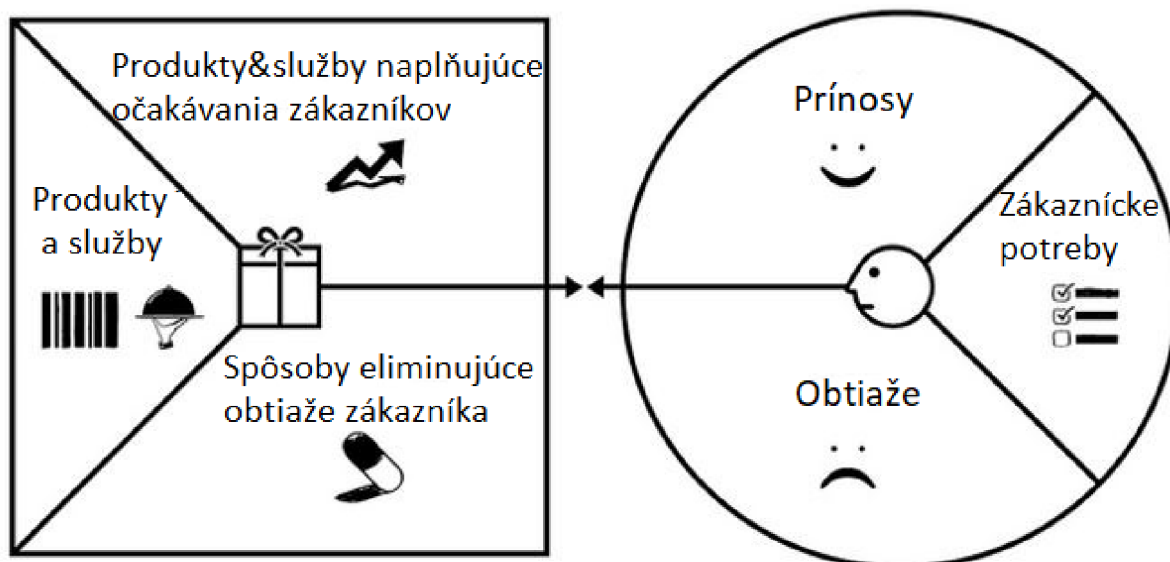 Produkty&služby naplňujúce
očakávania zákazníkov
Produkty
a služby
Spôsoby eliminujúce
obtiaže zákazníka
Prínosy
Zákaznícke
potreby
Obtiaže